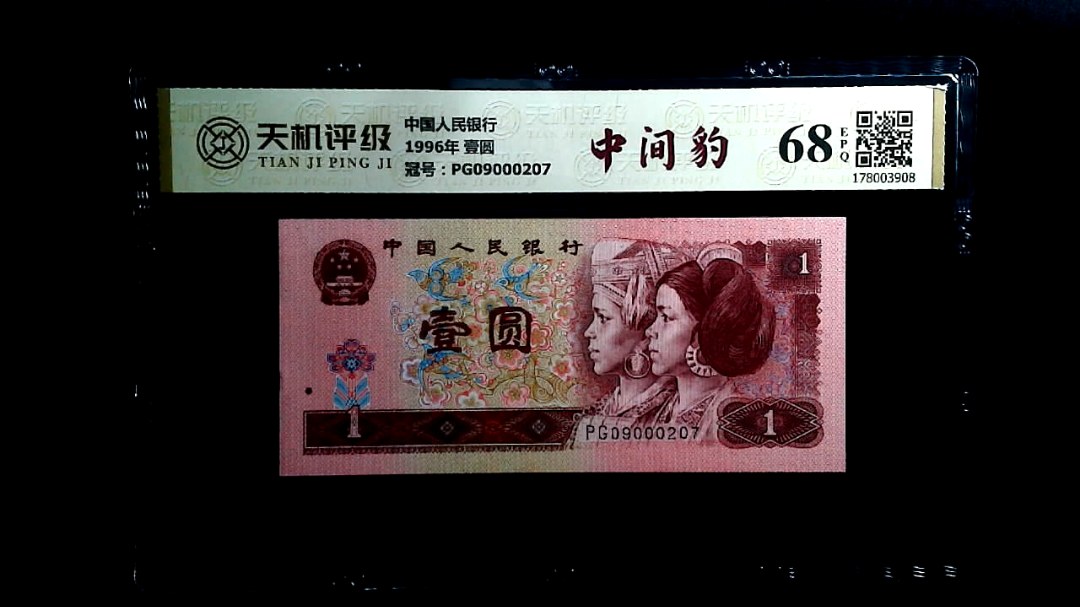 天机评级
TIAN JI PING JI
中国人民银行
1996年 壹圆
冠号：PG09000207
中间豹
68
EPQ
178003908
中国人民银行
1
壹圆
1
PG09000207
1